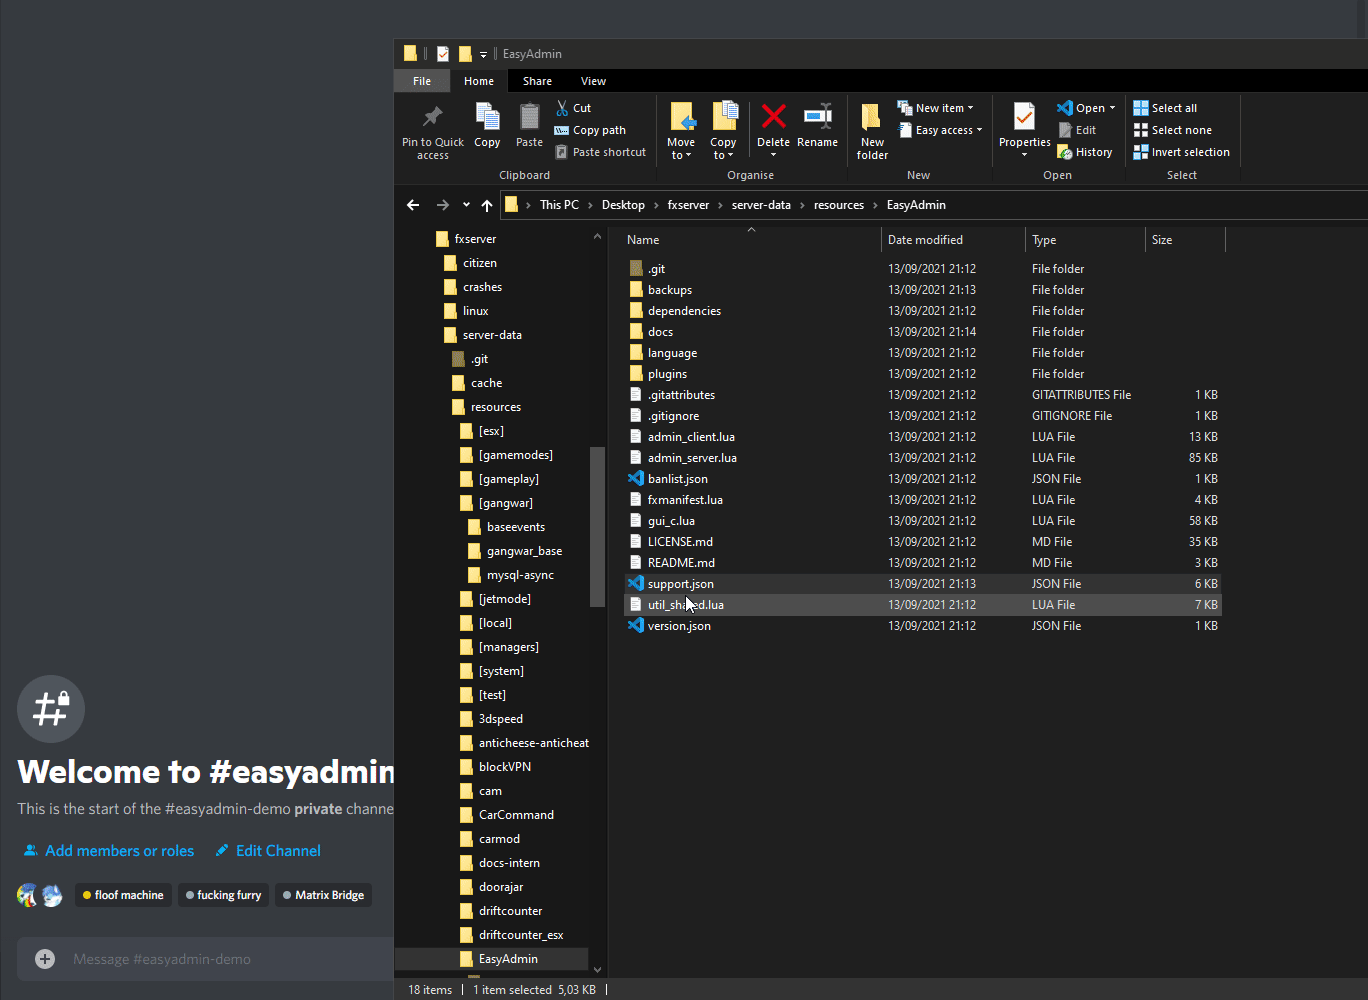 EasyAdmin
File Home Share View
Pin to Quick access
Copy
Paste
Cut
Copy path
Paste shortcut
Clipboard
Move to
Copy to
Delete
Rename
Organise
New folder
New item
Easy access
New
Properties
Open
Edit
History
Open
Select all
Select none
Invert selection
Select
This PC › Desktop › fxserver › server-data › resources › EasyAdmin
fxserver
citizen
crashes
linux
server-data
.git
cache
resources
[esx]
[gamemodes]
[gameplay]
[gangwar]
baseevents
gangwar_base
mysql-async
[jetmode]
[local]
[managers]
[system]
[test]
3dspeed
anticheese-anticheat
blockVPN
cam
CarCommand
carmod
docs-intern
doorajar
driftcounter
driftcounter_esx
EasyAdmin
Name Date modified Type Size
.git 13/09/2021 21:12 File folder
backups 13/09/2021 21:13 File folder
dependencies 13/09/2021 21:12 File folder
docs 13/09/2021 21:14 File folder
language 13/09/2021 21:12 File folder
plugins 13/09/2021 21:12 File folder
.gitattributes 13/09/2021 21:12 GITATTRIBUTES File 1 KB
.gitignore 13/09/2021 21:12 GITIGNORE File 1 KB
admin_client.lua 13/09/2021 21:12 LUA File 13 KB
admin_server.lua 13/09/2021 21:12 LUA File 85 KB
banlist.json 13/09/2021 21:12 JSON File 1 KB
fxmanifest.lua 13/09/2021 21:12 LUA File 4 KB
gui_c.lua 13/09/2021 21:12 LUA File 58 KB
LICENSE.md 13/09/2021 21:12 MD File 35 KB
README.md 13/09/2021 21:12 MD File 3 KB
support.json 13/09/2021 21:13 JSON File 6 KB
util_shared.lua 13/09/2021 21:12 LUA File 7 KB
version.json 13/09/2021 21:12 JSON File 1 KB
18 items 1 item selected 5,03 KB
Welcome to #easyadmin
This is the start of the #easyadmin-demo private channe
Add members or roles Edit Channel
floof machine fucking furry Matrix Bridge
Message #easyadmin-demo